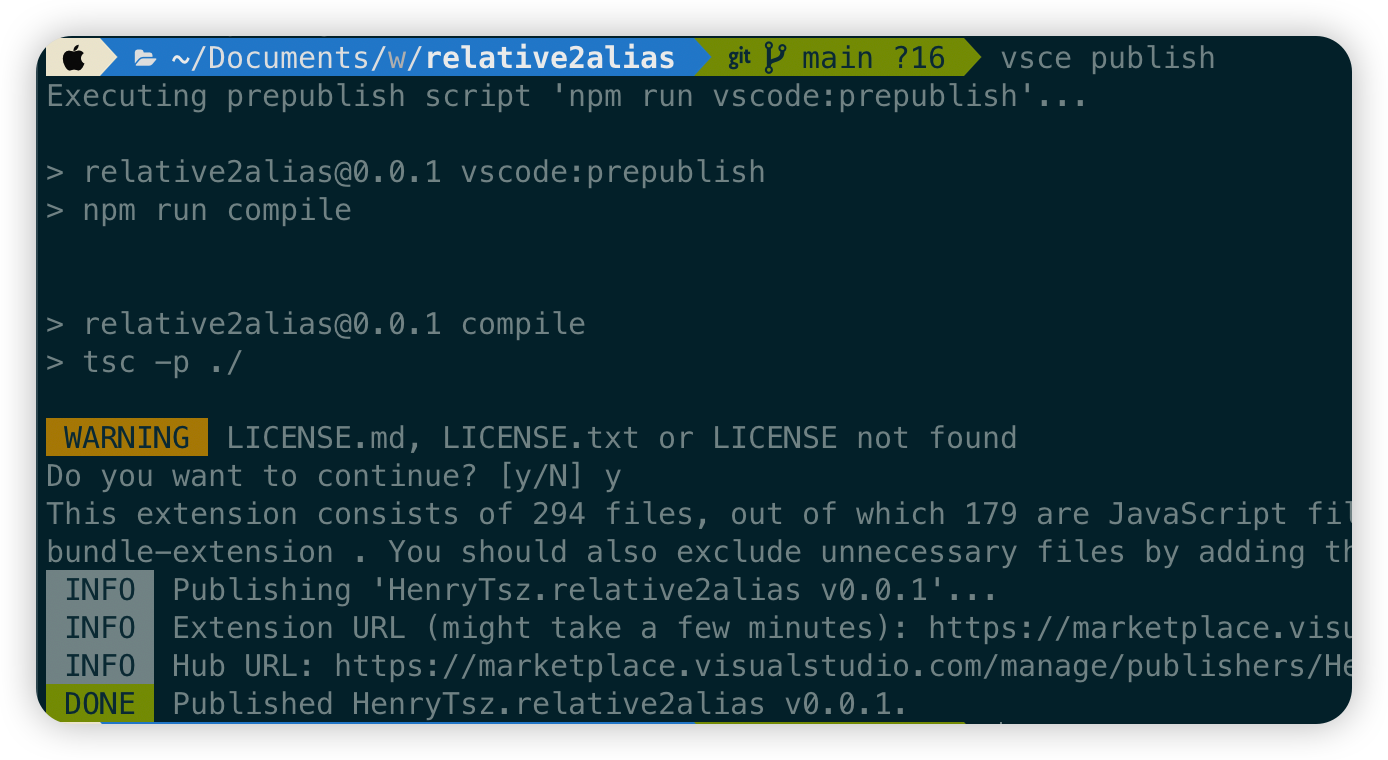 ~/Documents/w/relative2alias git main ?16 vsce publish
Executing prepublish script 'npm run vscode:prepublish'...
> relative2alias@0.0.1 vscode:prepublish
> npm run compile
> relative2alias@0.0.1 compile
> tsc -p ./
WARNING LICENSE.md, LICENSE.txt or LICENSE not found
Do you want to continue? [y/N] y
This extension consists of 294 files, out of which 179 are JavaScript
bundle-extension . You should also exclude unnecessary files by adding
INFO Publishing 'HenryTsz.relative2alias v0.0.1'...
INFO Extension URL (might take a few minutes): https://marketplace.visu
INFO Hub URL: https://marketplace.visualstudio.com/manage/publishers/He
DONE Published HenryTsz.relative2alias v0.0.1.